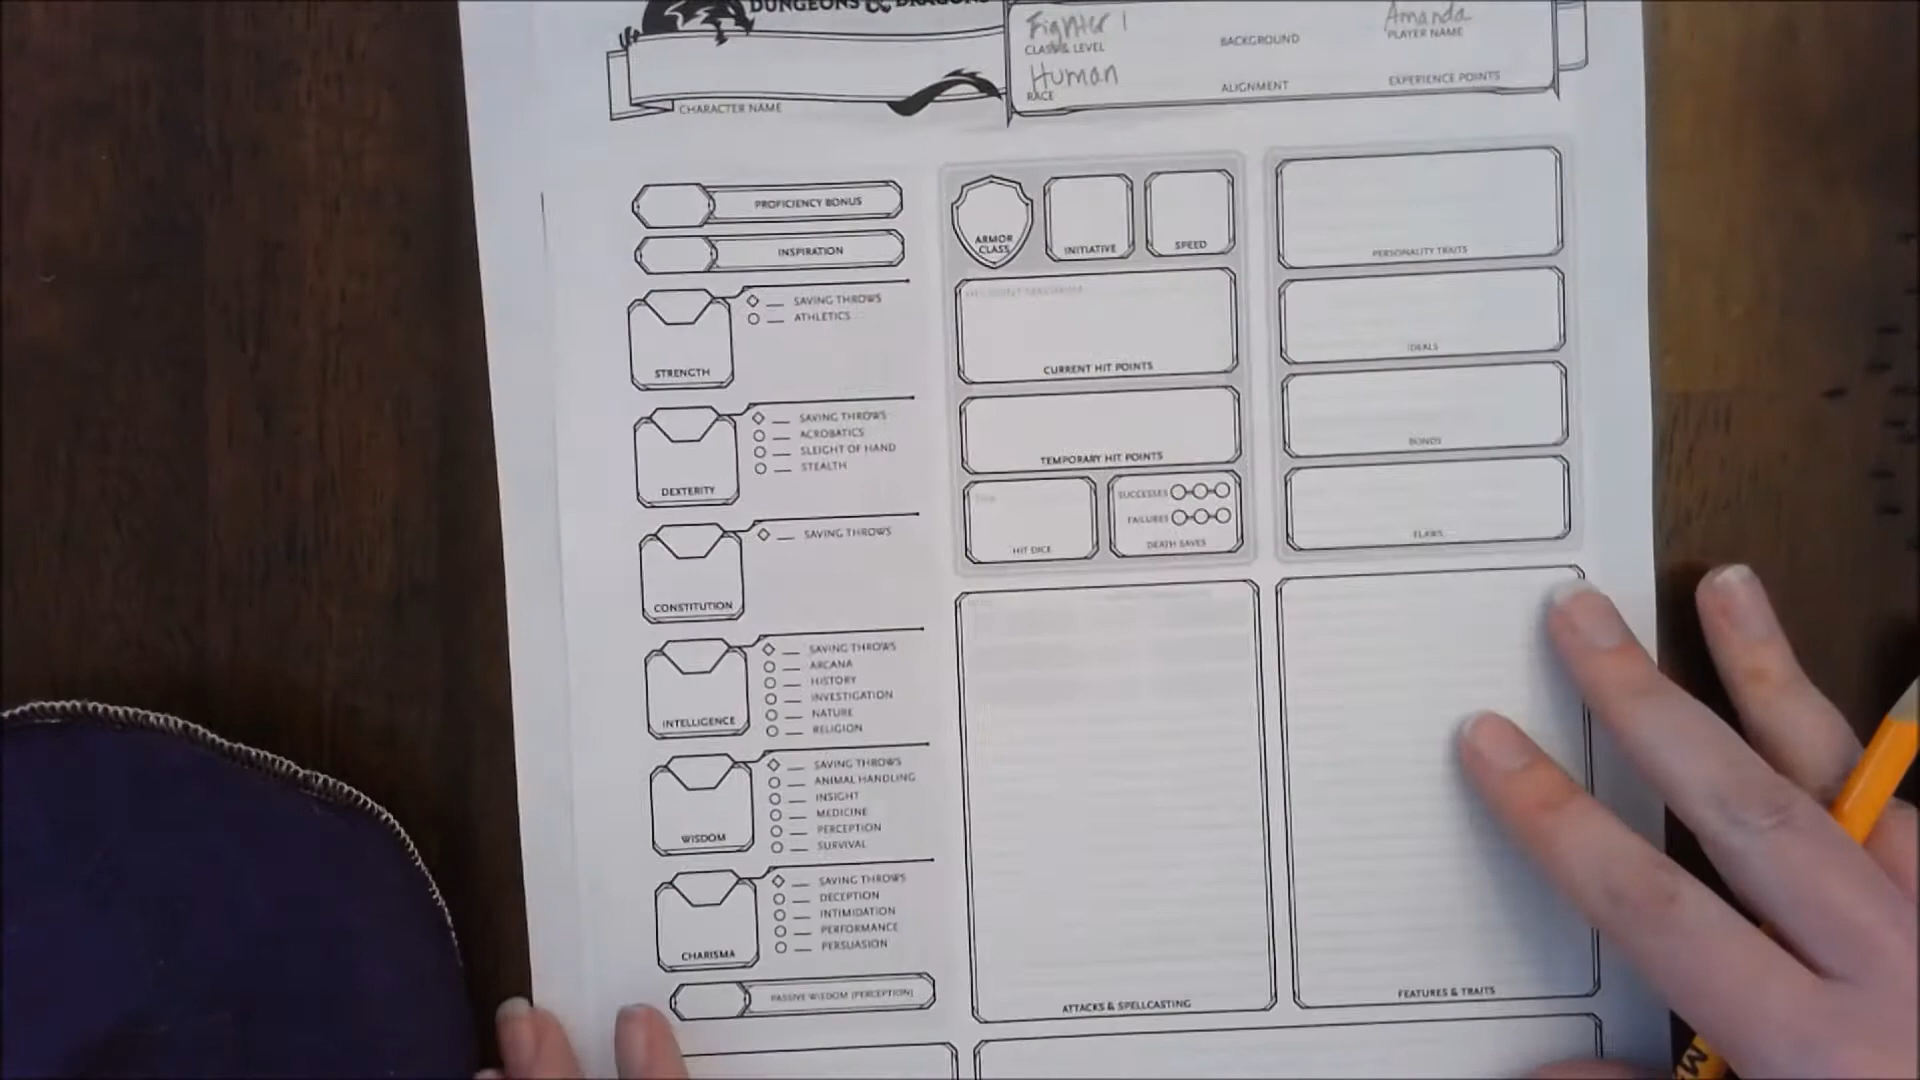 DUNGEONS & DRAGONS
Fighter 1
CLASS & LEVEL
BACKGROUND
Amanda
PLAYER NAME
Human
RACE
ALIGNMENT
EXPERIENCE POINTS
CHARACTER NAME
PROFICIENCY BONUS
INSPIRATION
STRENGTH
SAVING THROWS
ATHLETICS
DEXTERITY
SAVING THROWS
ACROBATICS
SLEIGHT OF HAND
STEALTH
CONSTITUTION
SAVING THROWS
INTELLIGENCE
SAVING THROWS
ARCANA
HISTORY
INVESTIGATION
NATURE
RELIGION
WISDOM
SAVING THROWS
ANIMAL HANDLING
INSIGHT
MEDICINE
PERCEPTION
SURVIVAL
CHARISMA
SAVING THROWS
DECEPTION
INTIMIDATION
PERFORMANCE
PERSUASION
PASSIVE WISDOM (PERCEPTION)
ARMOR
CLASS
INITIATIVE
SPEED
CURRENT HIT POINTS
TEMPORARY HIT POINTS
HIT DICE
SUCCESSES
FAILURES
DEATH SAVES
ATTACKS & SPELLCASTING
PERSONALITY TRAITS
IDEALS
BONDS
FLAWS
FEATURES & TRAITS